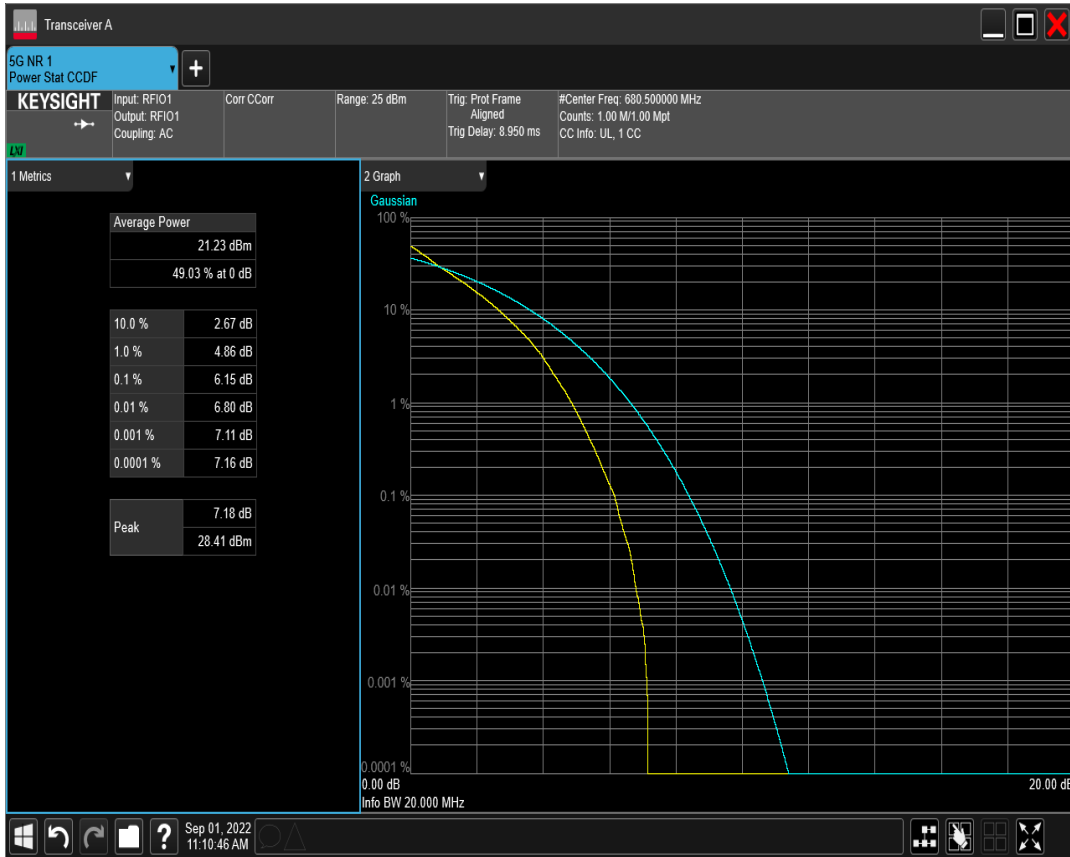 Transceiver A
5G NR 1
Power Stat CCDF
+
KEYSIGHT
LXI
Input: RFIO1
Output: RFIO1
Coupling: AC
Corr CCorr
Range: 25 dBm
Trig: Prot Frame
Aligned
Trig Delay: 8.950 ms
#Center Freq: 680.500000 MHz
Counts: 1.00 M/1.00 Mpt
CC Info: UL, 1 CC
1 Metrics
Average Power
21.23 dBm
49.03 % at 0 dB
10.0 % 2.67 dB
1.0 % 4.86 dB
0.1 % 6.15 dB
0.01 % 6.80 dB
0.001 % 7.11 dB
0.0001 % 7.16 dB
Peak
7.18 dB
28.41 dBm
2 Graph
Gaussian
100 %
10 %
1 %
0.1 %
0.01 %
0.001 %
0.0001 %
0.00 dB 20.00 dB
Info BW 20.000 MHz
?
Sep 01, 2022
11:10:46 AM